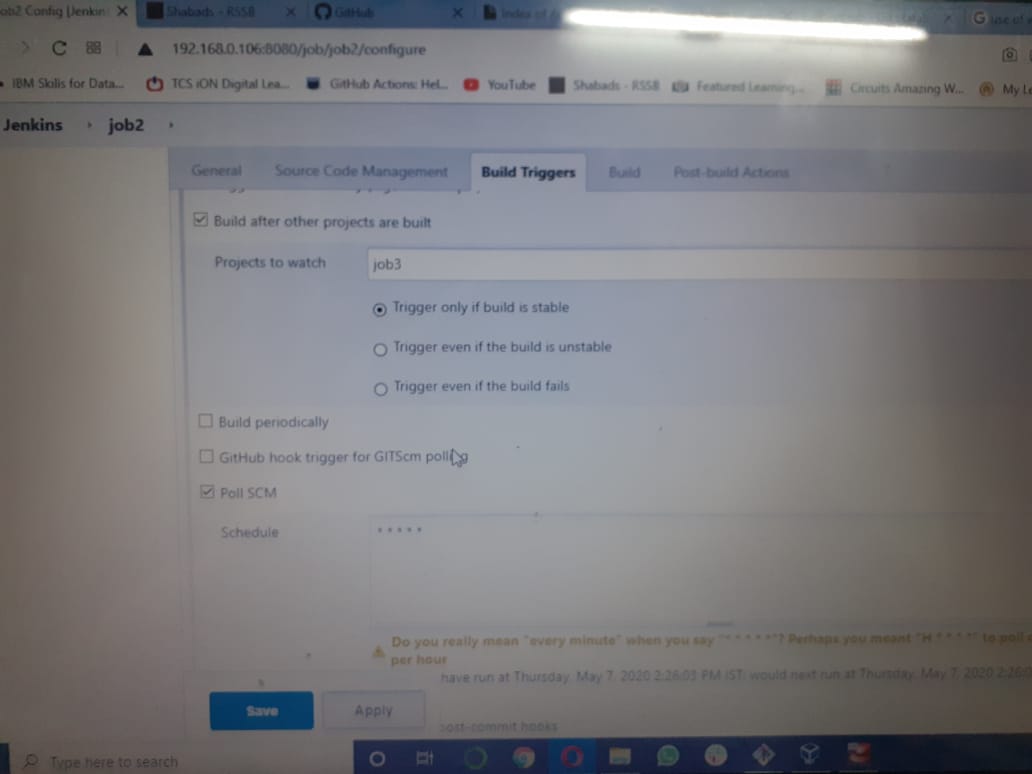 ob2 Config [Jenkin
Shabads - RSSB
GitHub
Index of
G use of
192.168.0.106:8080/job/job2/configure
IBM Skills for Data...
TCS iON Digital Lea...
GitHub Actions: Hel...
YouTube
Shabads - RSSB
Featured Learning...
Circuits Amazing W...
My Le
Jenkins
job2
General
Source Code Management
Build Triggers
Build
Post-build Actions
Build after other projects are built
Projects to watch
job3
Trigger only if build is stable
Trigger even if the build is unstable
Trigger even if the build fails
Build periodically
GitHub hook trigger for GITScm polling
Poll SCM
Schedule
* * * * *
Do you really mean "every minute" when you say "* * * * *"? Perhaps you meant "H * * * *" to poll
per hour
have run at Thursday, May 7, 2020 2:26:03 PM IST; would next run at Thursday, May 7, 2020 2:26:0
Save
Apply
post-commit hooks
Type here to search